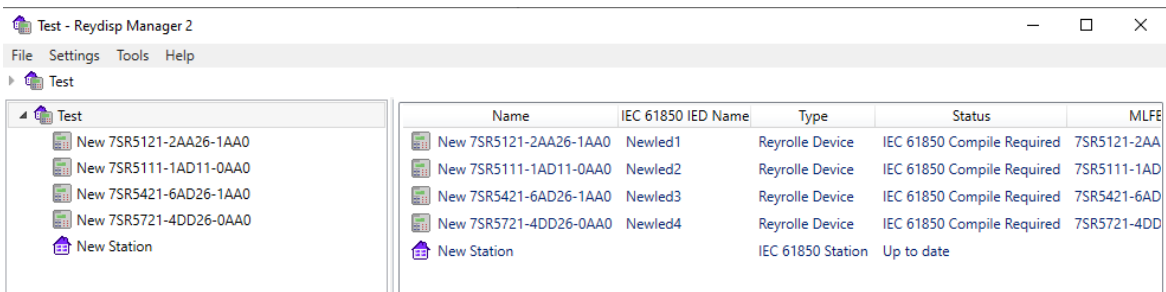 Test - Reydisp Manager 2
File Settings Tools Help
Test
Test
New 7SR5121-2AA26-1AA0
New 7SR5111-1AD11-0AA0
New 7SR5421-6AD26-1AA0
New 7SR5721-4DD26-0AA0
New Station
Name IEC 61850 IED Name Type Status MLFE
New 7SR5121-2AA26-1AA0 NewIed1 Reyrolle Device IEC 61850 Compile Required 7SR5121-2AA
New 7SR5111-1AD11-0AA0 NewIed2 Reyrolle Device IEC 61850 Compile Required 7SR5111-1AD
New 7SR5421-6AD26-1AA0 NewIed3 Reyrolle Device IEC 61850 Compile Required 7SR5421-6AD
New 7SR5721-4DD26-0AA0 NewIed4 Reyrolle Device IEC 61850 Compile Required 7SR5721-4DD
New Station IEC 61850 Station Up to date